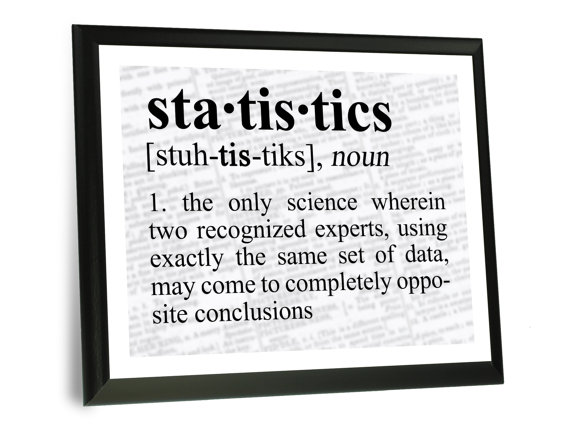 sta•tis•tics
[stuh-tis-tiks], noun
1. the only science wherein
two recognized experts, using
exactly the same set of data,
may come to completely oppo-
site conclusions